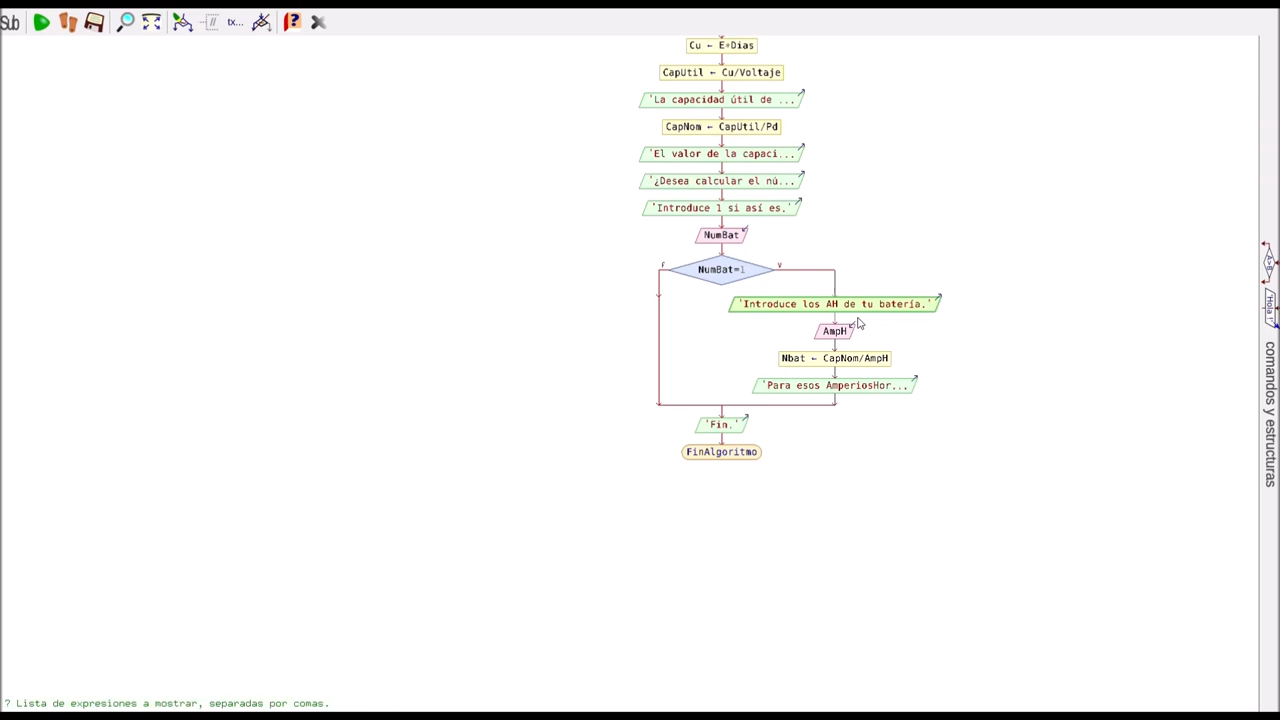 Sub
//
tx...
?
Cu ← E*Dias
CapUtil ← Cu/Voltaje
'La capacidad útil de ...
CapNom ← CapUtil/Pd
'El valor de la capaci...
'¿Desea calcular el nú...
'Introduce 1 si así es.'
NumBat
F
NumBat=1
V
'Introduce los AH de tu batería.'
AmpH
Nbat ← CapNom/AmpH
'Para esos AmperiosHor...
'Fin.'
FinAlgoritmo
A>B
'Hola !'
comandos y estructuras
? Lista de expresiones a mostrar, separadas por comas.